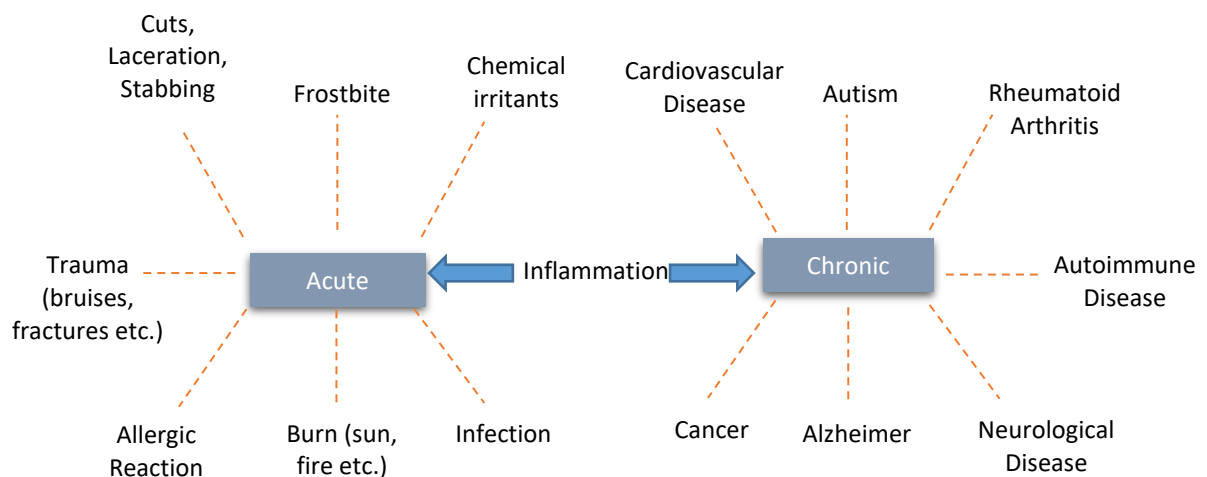 Cuts,
Laceration,
Stabbing
Frostbite
Chemical
irritants
Cardiovascular
Disease
Autism
Rheumatoid
Arthritis
Trauma
(bruises,
fractures etc.)
Acute
Inflammation
Chronic
Autoimmune
Disease
Allergic
Reaction
Burn (sun,
fire etc.)
Infection
Cancer
Alzheimer
Neurological
Disease